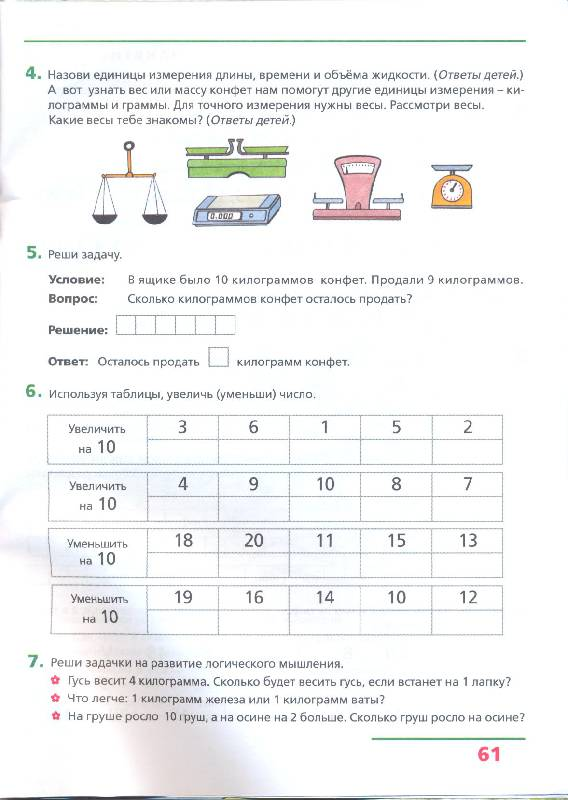 4. Назови единицы измерения длины, времени и объёма жидкости. (Ответы детей.)
А вот узнать вес или массу конфет нам помогут другие единицы измерения – ки-
лограммы и граммы. Для точного измерения нужны весы. Рассмотри весы.
Какие весы тебе знакомы? (Ответы детей.)
0.000
5. Реши задачу.
Условие: В ящике было 10 килограммов конфет. Продали 9 килограммов.
Вопрос: Сколько килограммов конфет осталось продать?
Решение:
Ответ: Осталось продать килограмм конфет.
6. Используя таблицы, увеличь (уменьши) число.
Увеличить на 10 3 6 1 5 2
Увеличить на 10 4 9 10 8 7
Уменьшить на 10 18 20 11 15 13
Уменьшить на 10 19 16 14 10 12
7. Реши задачки на развитие логического мышления.
Гусь весит 4 килограмма. Сколько будет весить гусь, если встанет на 1 лапку?
Что легче: 1 килограмм железа или 1 килограмм ваты?
На груше росло 10 груш, а на осине на 2 больше. Сколько груш росло на осине?
61